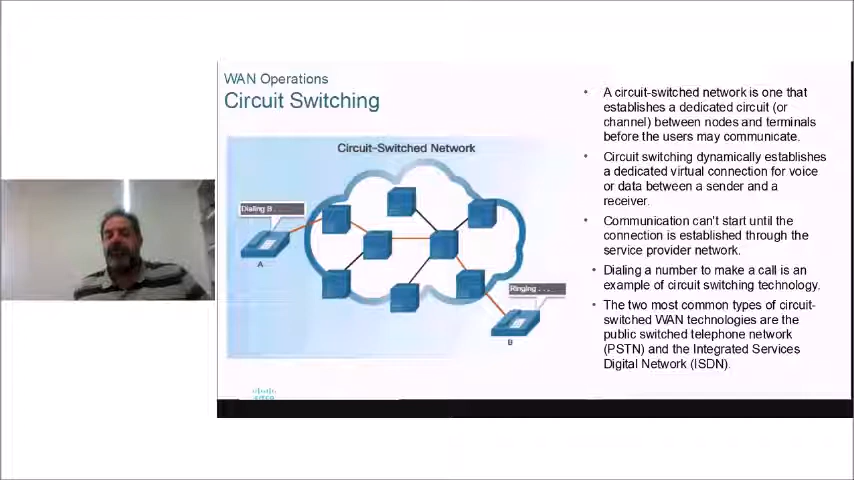 WAN Operations
Circuit Switching
Circuit-Switched Network
Dialing B . . . . . . . .
A
Ringing . . .
B
• A circuit-switched network is one that
establishes a dedicated circuit (or
channel) between nodes and terminals
before the users may communicate.
• Circuit switching dynamically establishes
a dedicated virtual connection for voice
or data between a sender and a
receiver.
• Communication can't start until the
connection is established through the
service provider network.
• Dialing a number to make a call is an
example of circuit switching technology.
• The two most common types of circuit-
switched WAN technologies are the
public switched telephone network
(PSTN) and the Integrated Services
Digital Network (ISDN).
CISCO